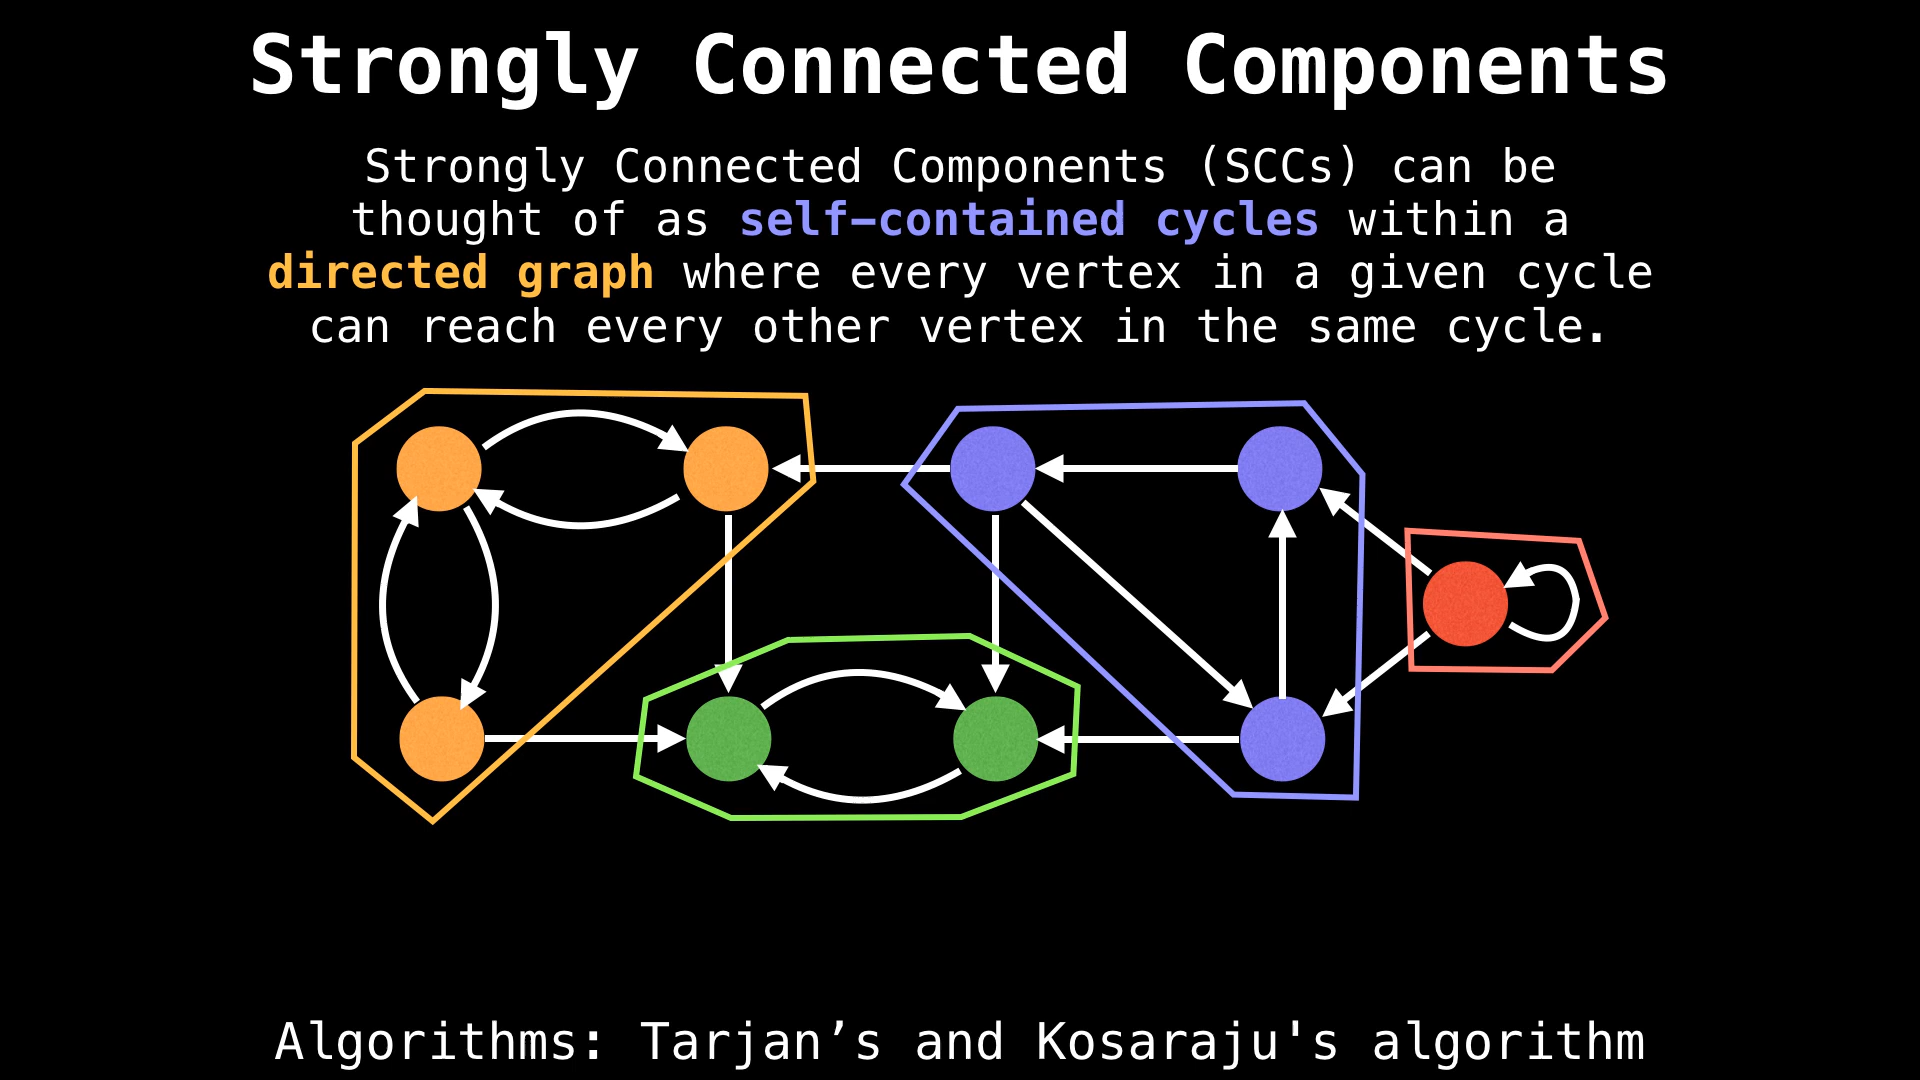 Strongly Connected Components
Strongly Connected Components (SCCs) can be
thought of as self-contained cycles within a
directed graph where every vertex in a given cycle
can reach every other vertex in the same cycle.
Algorithms: Tarjan’s and Kosaraju's algorithm